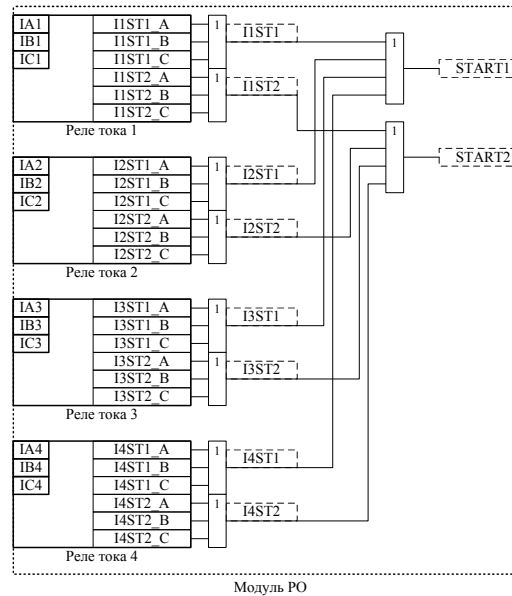 IA1 I1ST1_A 1 I1ST1
IB1 I1ST1_B 1
IC1 I1ST1_C
I1ST2_A 1 START1
I1ST2_B I1ST2
I1ST2_C
Реле тока 1 1
IA2 I2ST1_A 1 START2
IB2 I2ST1_B I2ST1
IC2 I2ST1_C
I2ST2_A 1
I2ST2_B I2ST2
I2ST2_C
Реле тока 2
IA3 I3ST1_A 1
IB3 I3ST1_B I3ST1
IC3 I3ST1_C
I3ST2_A 1
I3ST2_B I3ST2
I3ST2_C
Реле тока 3
IA4 I4ST1_A 1
IB4 I4ST1_B I4ST1
IC4 I4ST1_C
I4ST2_A 1
I4ST2_B I4ST2
I4ST2_C
Реле тока 4
Модуль РО